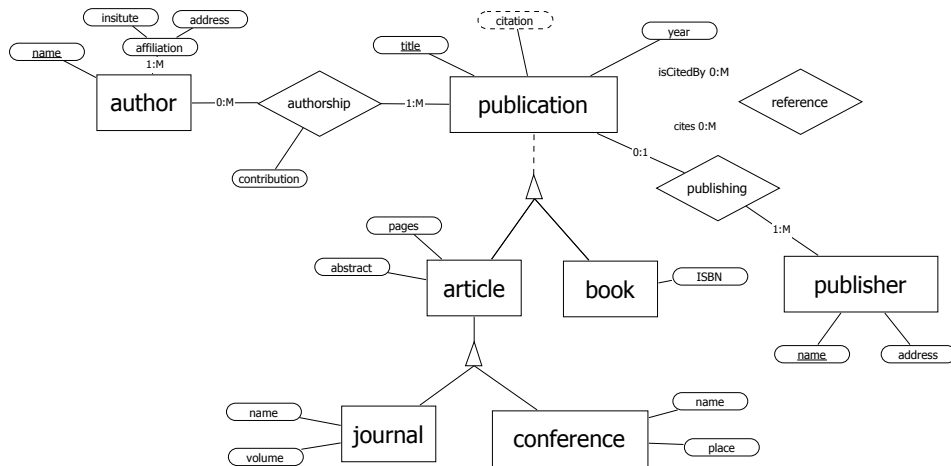 insitute
address
citation
name
affiliation
title
year
1:M
isCitedBy 0:M
author
0:M
authorship
1:M
publication
reference
cites 0:M
0:1
contribution
publishing
pages
1:M
abstract
article
book
ISBN
publisher
name
address
name
name
journal
conference
volume
place